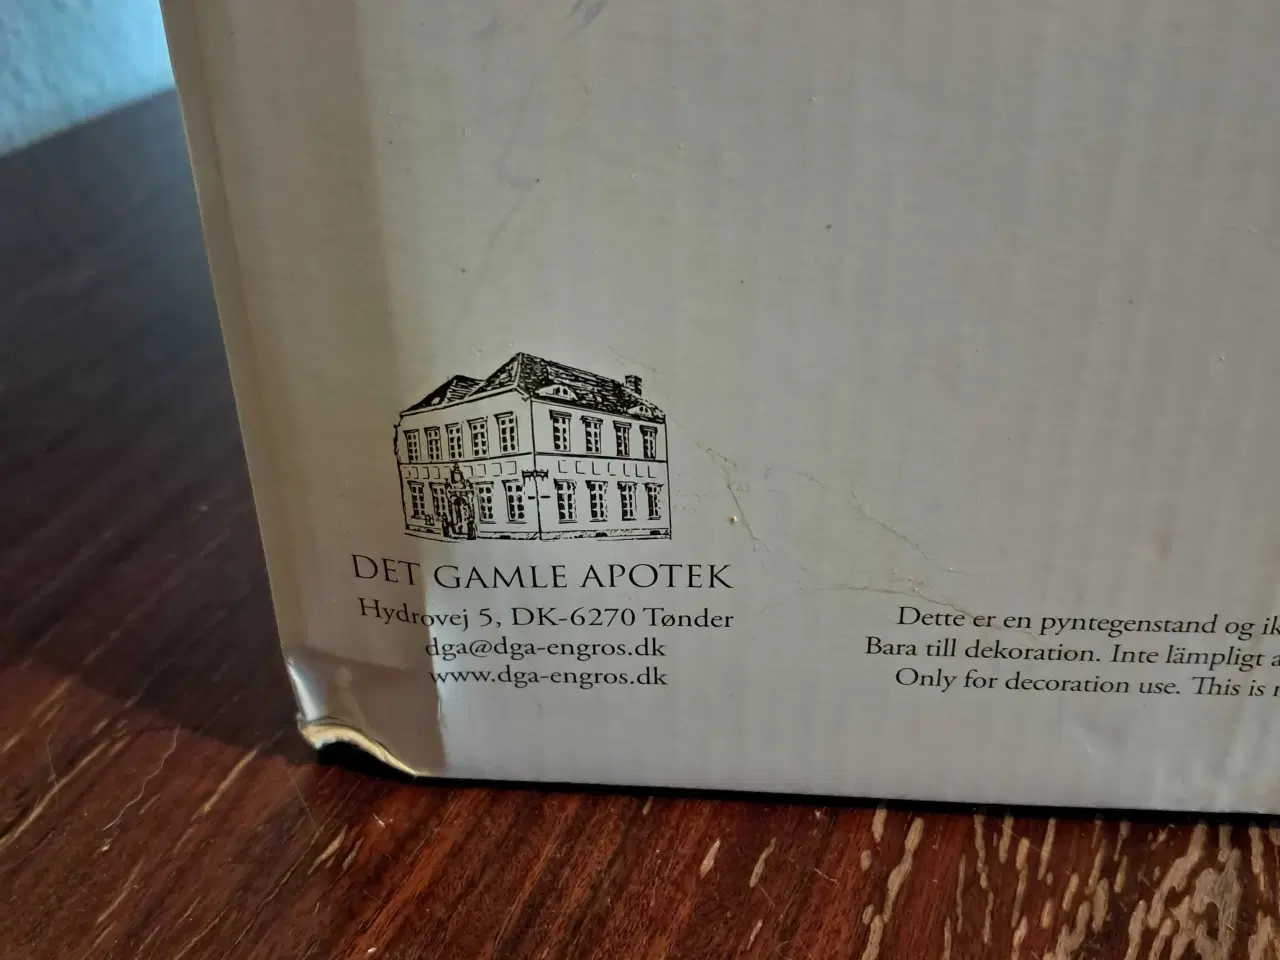 DET GAMLE APOTEK
Hydrovej 5, DK-6270 Tønder
dga@dga-engros.dk
www.dga-engros.dk
Dette er en pyntegenstand og
Bara till dekoration. Inte lämpligt
Only for decoration use. This is